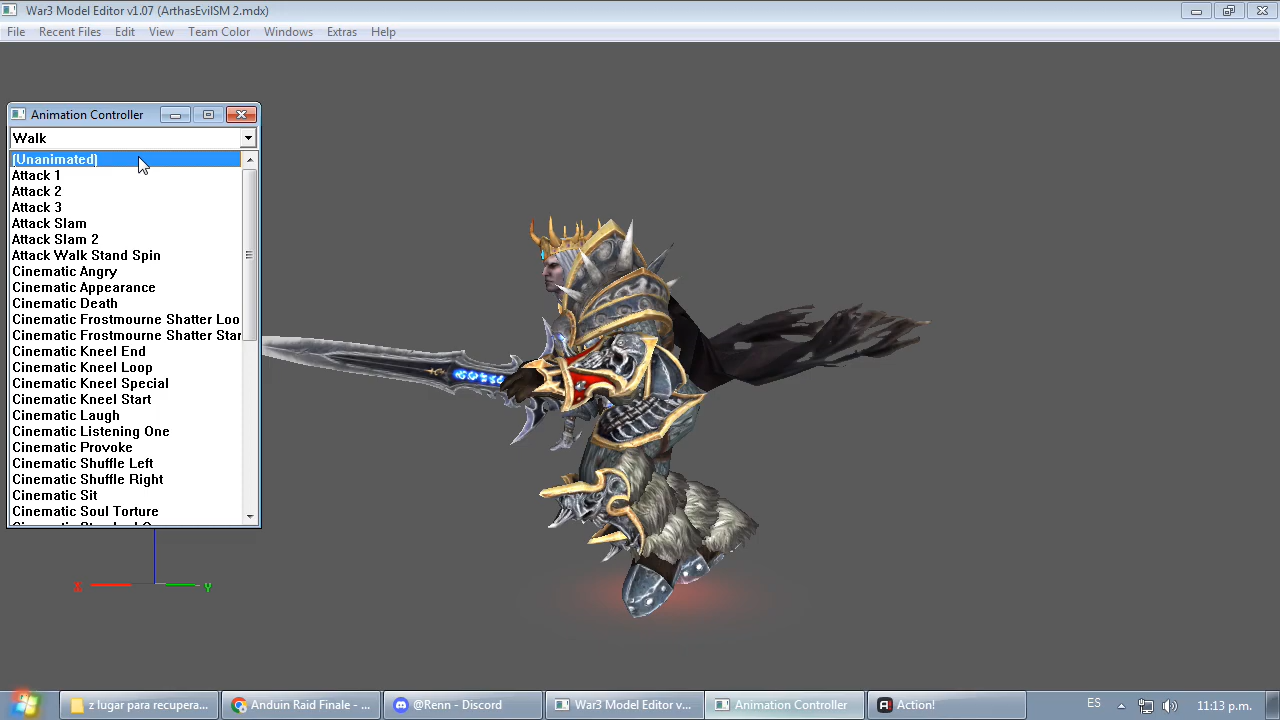 War3 Model Editor v1.07 (ArthasEvilSM 2.mdx)
File Recent Files Edit View Team Color Windows Extras Help
Animation Controller
Walk
(Unanimated)
Attack 1
Attack 2
Attack 3
Attack Slam
Attack Slam 2
Attack Walk Stand Spin
Cinematic Angry
Cinematic Appearance
Cinematic Death
Cinematic Frostmourne Shatter Loo
Cinematic Frostmourne Shatter Star
Cinematic Kneel End
Cinematic Kneel Loop
Cinematic Kneel Special
Cinematic Kneel Start
Cinematic Laugh
Cinematic Listening One
Cinematic Provoke
Cinematic Shuffle Left
Cinematic Shuffle Right
Cinematic Sit
Cinematic Soul Torture
X Y
z lugar para recupera... Anduin Raid Finale - ... @Renn - Discord War3 Model Editor v... Animation Controller Action! ES 11:13 p.m.